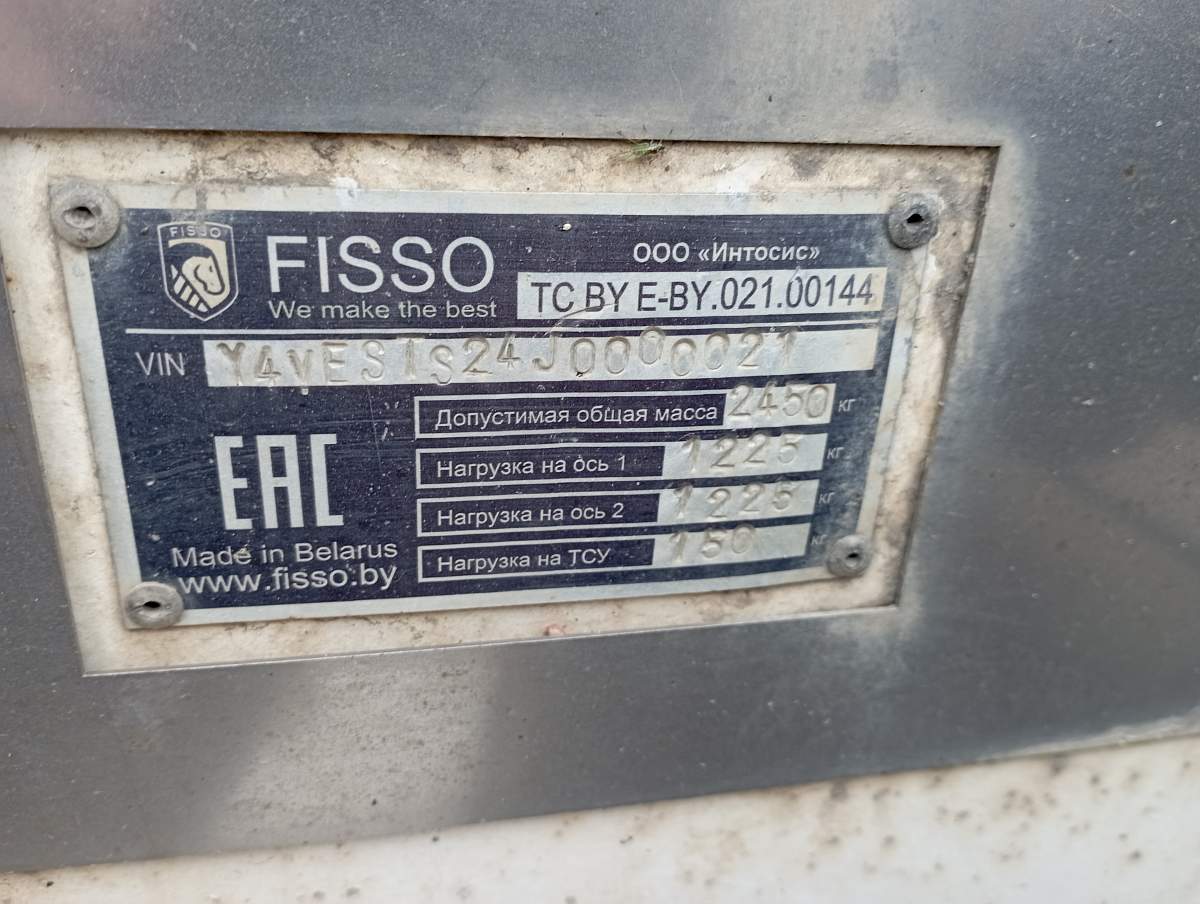 FISSO
FISSO
We make the best
ООО «Интосис»
ТС BY E-BY.021.00144
VIN Y4VESTS24J0000021
Допустимая общая масса 2450 кг
Нагрузка на ось 1 1225 кг
Нагрузка на ось 2 1225 кг
Нагрузка на ТСУ 150 кг
EAC
Made in Belarus
www.fisso.by